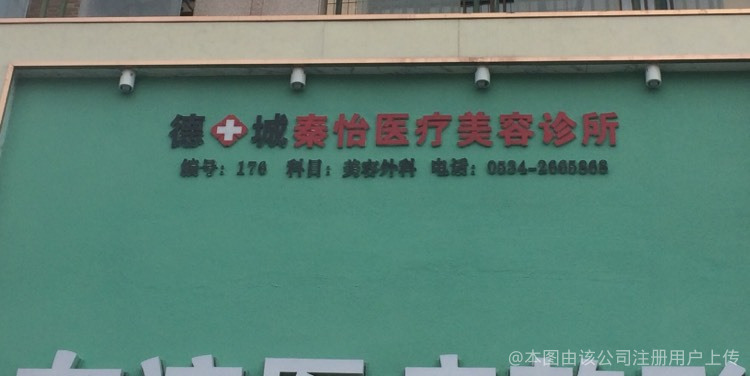 德城秦怡医疗美容诊所
编号：176 科目：美容外科 电话：0534-2665868
@本图由该公司注册用户上传